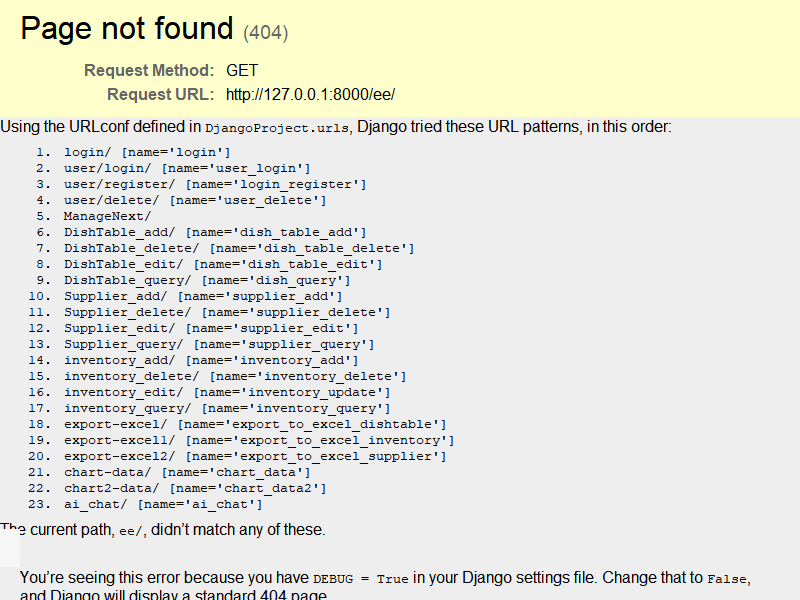 Page not found (404)
Request Method: GET
Request URL: http://127.0.0.1:8000/ee/
Using the URLconf defined in DjangoProject.urls, Django tried these URL patterns, in this order:
1. login/ [name='login']
2. user/login/ [name='user_login']
3. user/register/ [name='login_register']
4. user/delete/ [name='user_delete']
5. ManageNext/
6. DishTable_add/ [name='dish_table_add']
7. DishTable_delete/ [name='dish_table_delete']
8. DishTable_edit/ [name='dish_table_edit']
9. DishTable_query/ [name='dish_query']
10. Supplier_add/ [name='supplier_add']
11. Supplier_delete/ [name='supplier_delete']
12. Supplier_edit/ [name='supplier_edit']
13. Supplier_query/ [name='supplier_query']
14. inventory_add/ [name='inventory_add']
15. inventory_delete/ [name='inventory_delete']
16. inventory_edit/ [name='inventory_update']
17. inventory_query/ [name='inventory_query']
18. export-excel/ [name='export_to_excel_dishtable']
19. export-excel1/ [name='export_to_excel_inventory']
20. export-excel2/ [name='export_to_excel_supplier']
21. chart-data/ [name='chart_data']
22. chart2-data/ [name='chart_data2']
23. ai_chat/ [name='ai_chat']
The current path, ee/, didn’t match any of these.
You’re seeing this error because you have DEBUG = True in your Django settings file. Change that to False,
and Django will display a standard 404 page.